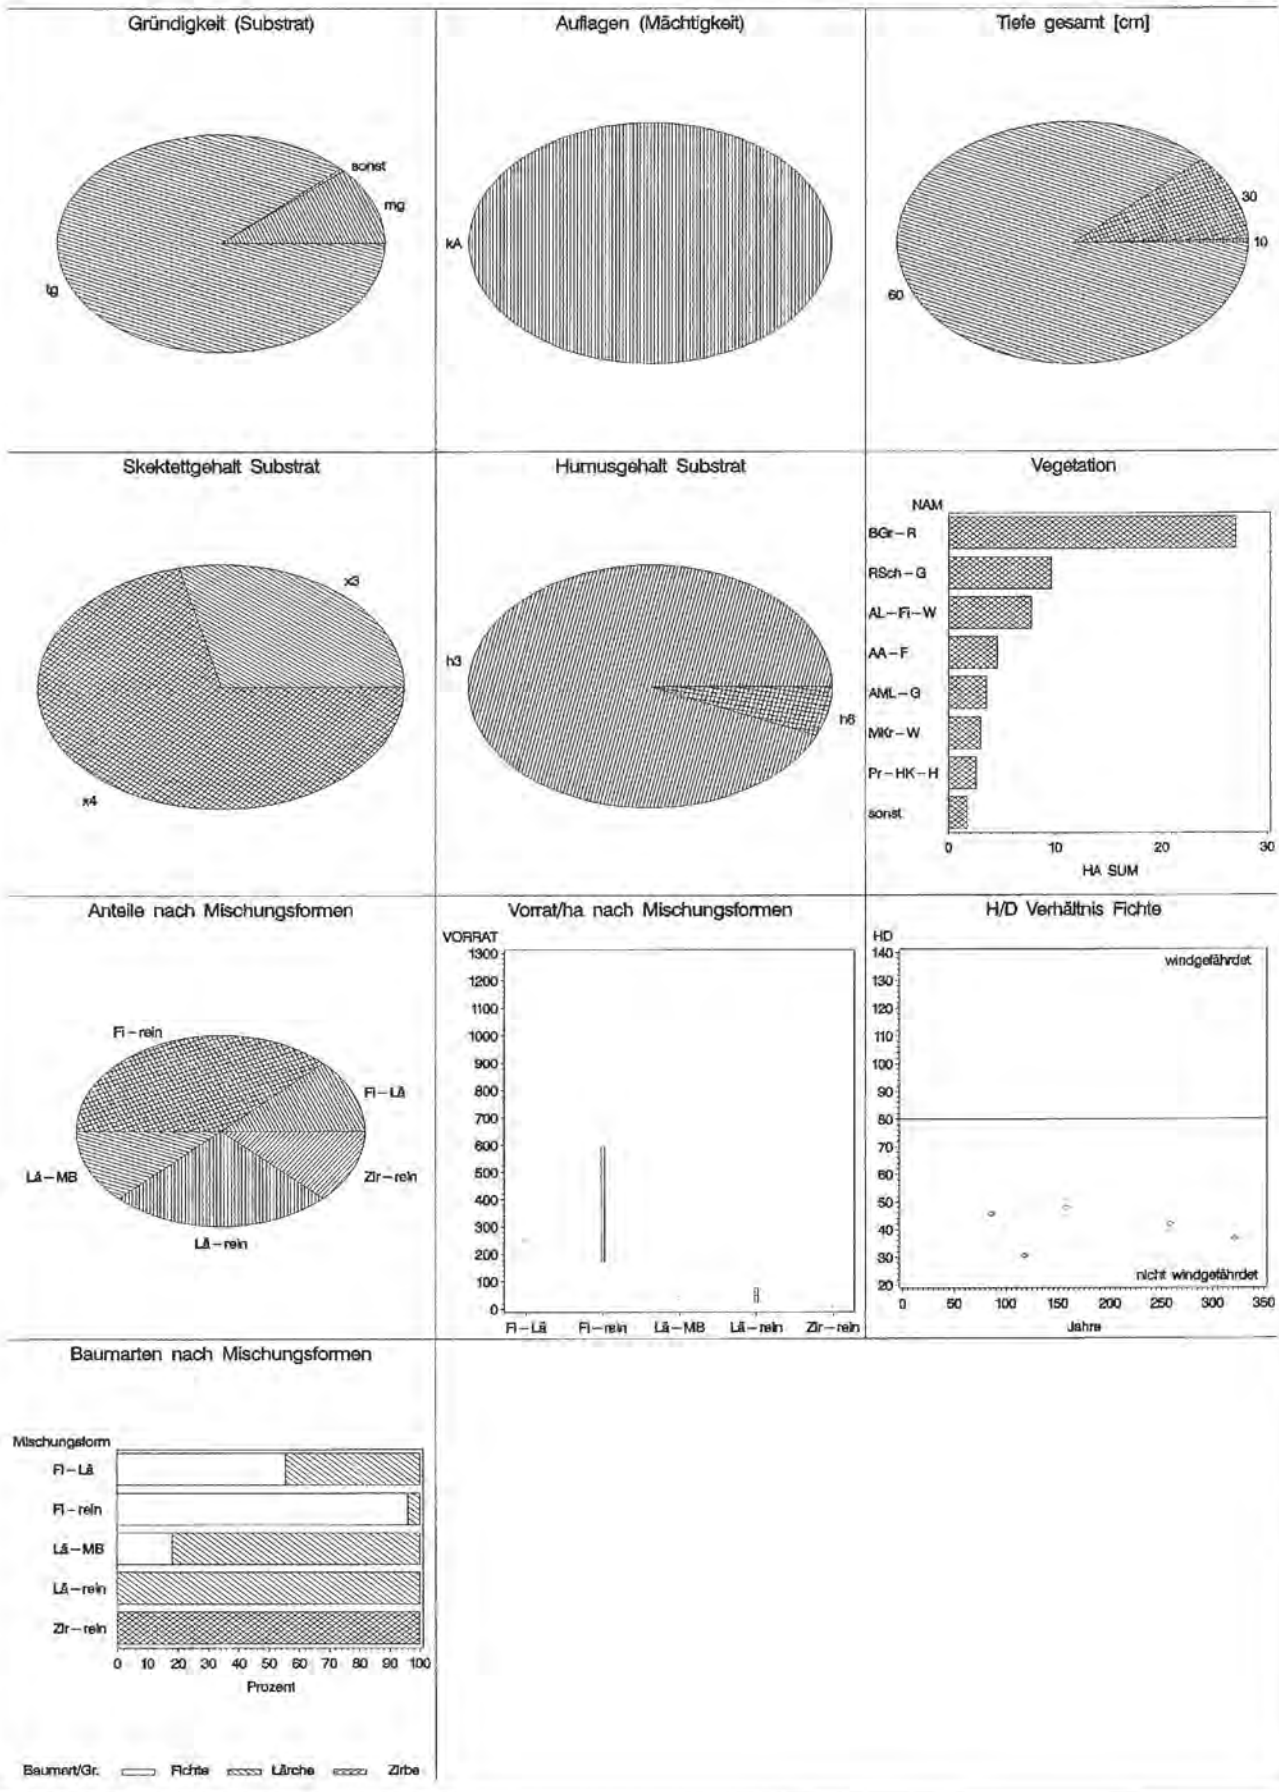 Gründigkeit (Substrat)
sonst
mg
tg
Auflagen (Mächtigkeit)
kA
Tiefe gesamt [cm]
30
10
60
Skektettgehalt Substrat
x3
x4
Humusgehalt Substrat
h3
h6
Vegetation
NAM
BGr-R
RSch-G
AL-Fi-W
AA-F
AML-G
MKr-W
Pr-HK-H
sonst
0 10 20 30
HA SUM
Anteile nach Mischungsformen
Fi-rein
Fi-Lä
Lä-MB
Zir-rein
Lä-rein
Vorrat/ha nach Mischungsformen
VORRAT
1300
1200
1100
1000
900
800
700
600
500
400
300
200
100
0
Fi-Lä Fi-rein Lä-MB Lä-rein Zir-rein
H/D Verhältnis Fichte
HD
140
windgefährdet
130
120
110
100
90
80
70
60
50
40
30
nicht windgefährdet
20
0 50 100 150 200 250 300 350
Jahre
Baumarten nach Mischungsformen
Mischungsform
Fi-Lä
Fi-rein
Lä-MB
Lä-rein
Zir-rein
0 10 20 30 40 50 60 70 80 90 100
Prozent
Baumart/Gr. Fichte Lärche Zirbe